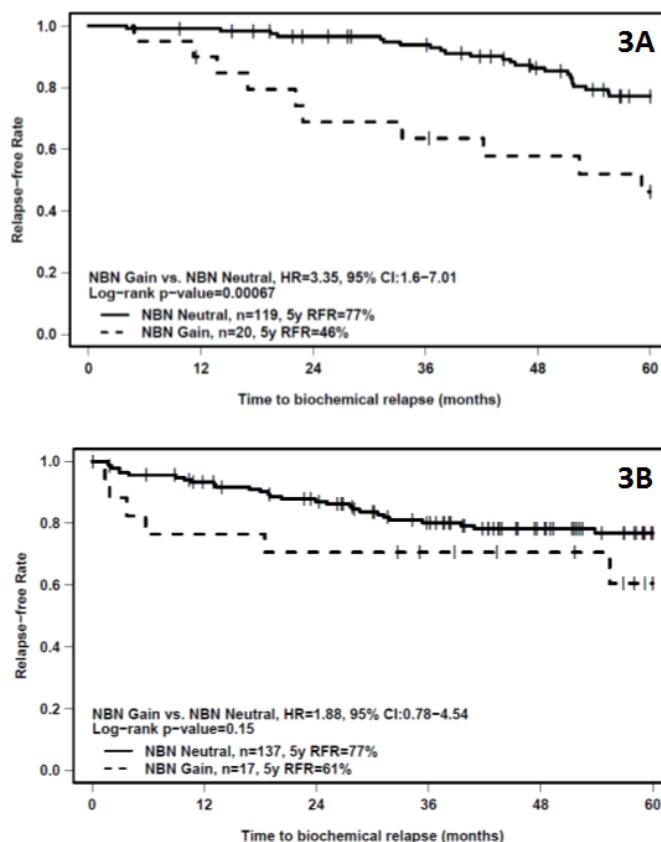 3A
1.0
0.8
0.6
0.4
0.2
0.0
Relapse-free Rate
NBN Gain vs. NBN Neutral, HR=3.35, 95% CI:1.6-7.01
Log-rank p-value=0.00067
NBN Neutral, n=119, 5y RFR=77%
NBN Gain, n=20, 5y RFR=46%
0 12 24 36 48 60
Time to biochemical relapse (months)
3B
1.0
0.8
0.6
0.4
0.2
0.0
Relapse-free Rate
NBN Gain vs. NBN Neutral, HR=1.88, 95% CI:0.78-4.54
Log-rank p-value=0.15
NBN Neutral, n=137, 5y RFR=77%
NBN Gain, n=17, 5y RFR=61%
0 12 24 36 48 60
Time to biochemical relapse (months)